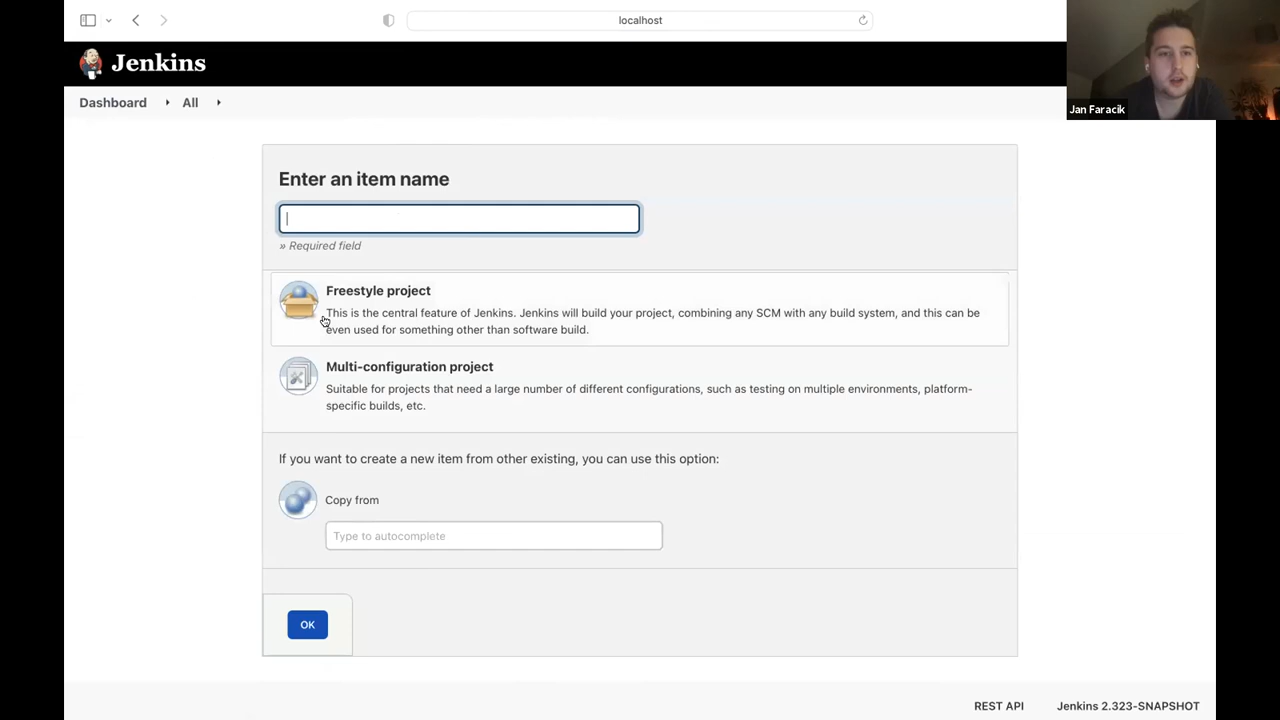 localhost
Jenkins
Jan Faracik
Dashboard
All
Enter an item name
» Required field
Freestyle project
This is the central feature of Jenkins. Jenkins will build your project, combining any SCM with any build system, and this can be
even used for something other than software build.
Multi-configuration project
Suitable for projects that need a large number of different configurations, such as testing on multiple environments, platform-
specific builds, etc.
If you want to create a new item from other existing, you can use this option:
Copy from
Type to autocomplete
OK
REST API
Jenkins 2.323-SNAPSHOT